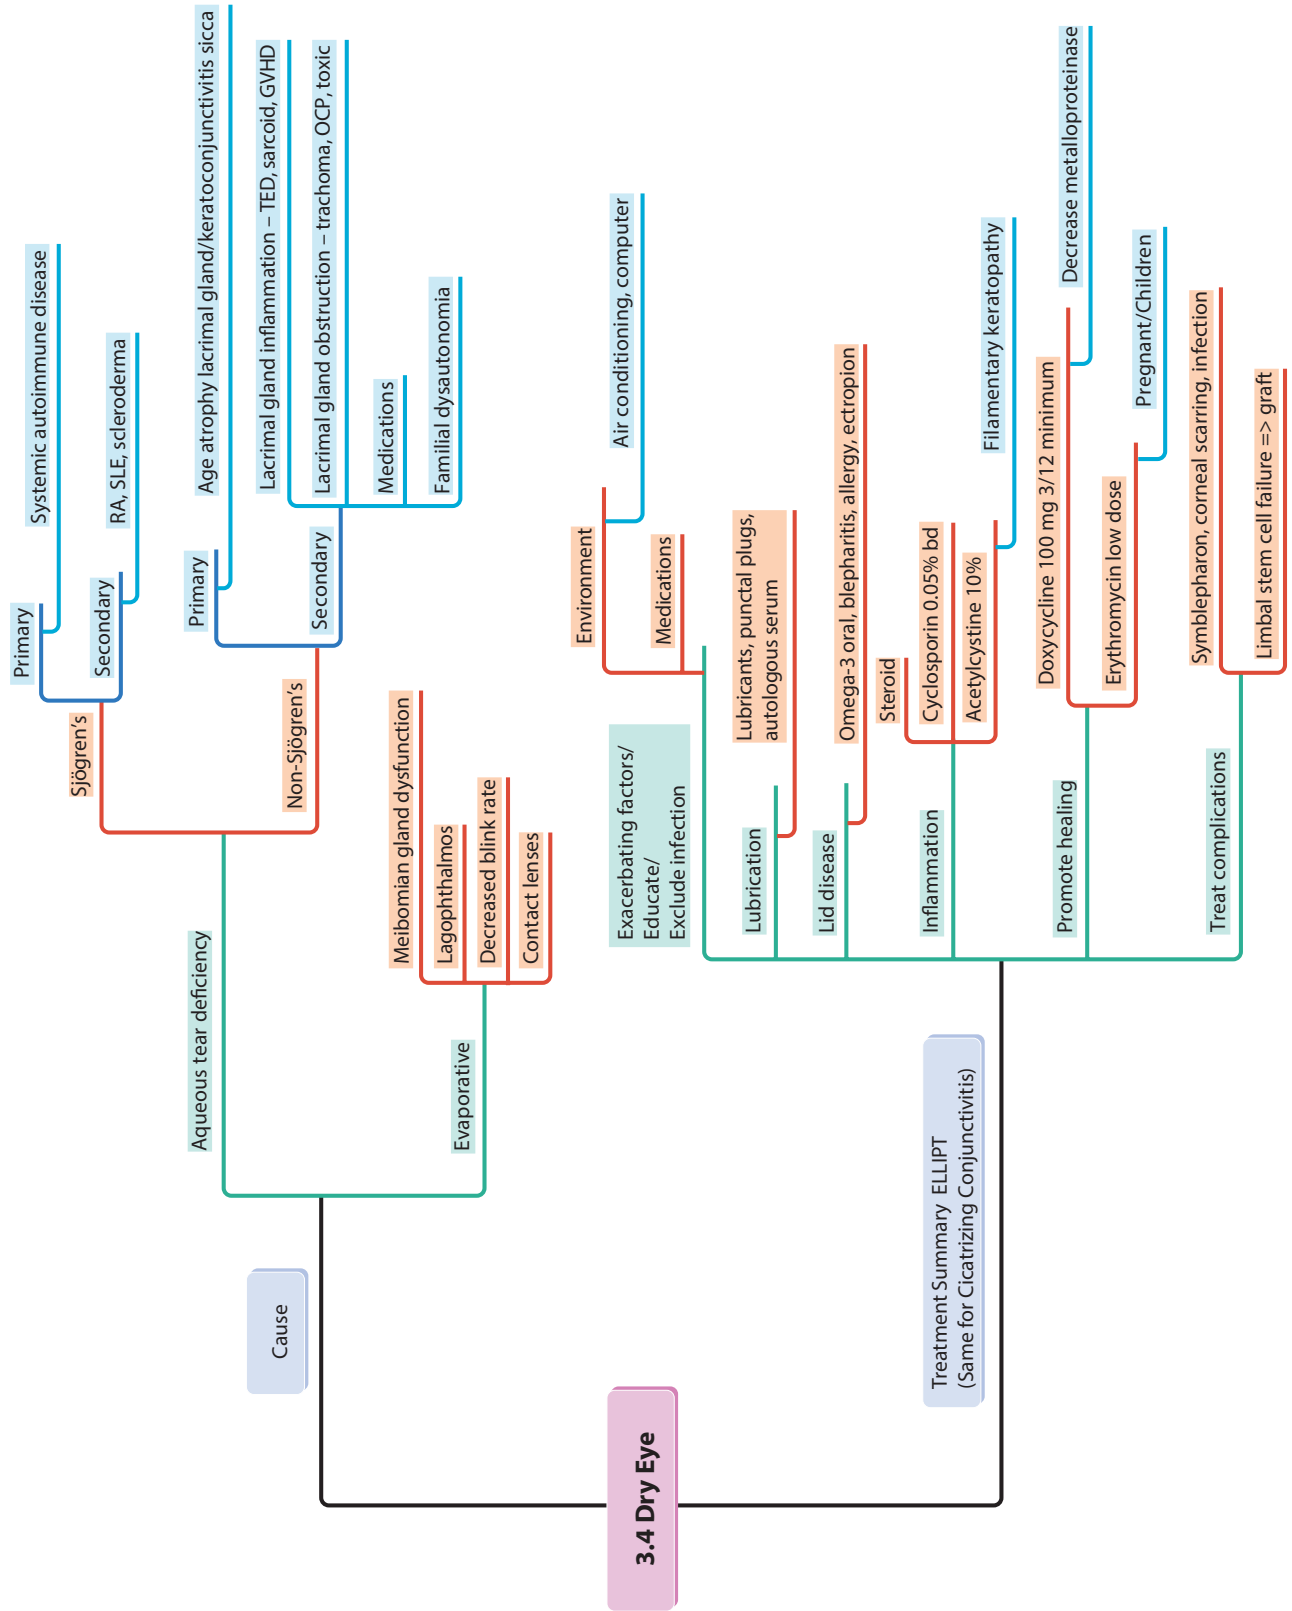 3.4 Dry Eye
Cause
Aqueous tear deficiency
Sjögren's
Primary
Systemic autoimmune disease
Secondary
RA, SLE, scleroderma
Non-Sjögren's
Primary
Age atrophy lacrimal gland/keratoconjunctivitis sicca
Secondary
Lacrimal gland inflammation – TED, sarcoid, GVHD
Lacrimal gland obstruction – trachoma, OCP, toxic
Medications
Familial dysautonomia
Evaporative
Meibomian gland dysfunction
Lagophthalmos
Decreased blink rate
Contact lenses
Treatment Summary ELLIPT
(Same for Cicatrizing Conjunctivitis)
Exacerbating factors/
Educate/
Exclude infection
Environment
Air conditioning, computer
Medications
Lubrication
Lubricants, punctal plugs,
autologous serum
Lid disease
Omega-3 oral, blepharitis, allergy, ectropion
Inflammation
Steroid
Cyclosporin 0.05% bd
Acetylcystine 10%
Filamentary keratopathy
Promote healing
Doxycycline 100 mg 3/12 minimum
Decrease metalloproteinase
Erythromycin low dose
Pregnant/Children
Treat complications
Symblepharon, corneal scarring, infection
Limbal stem cell failure => graft